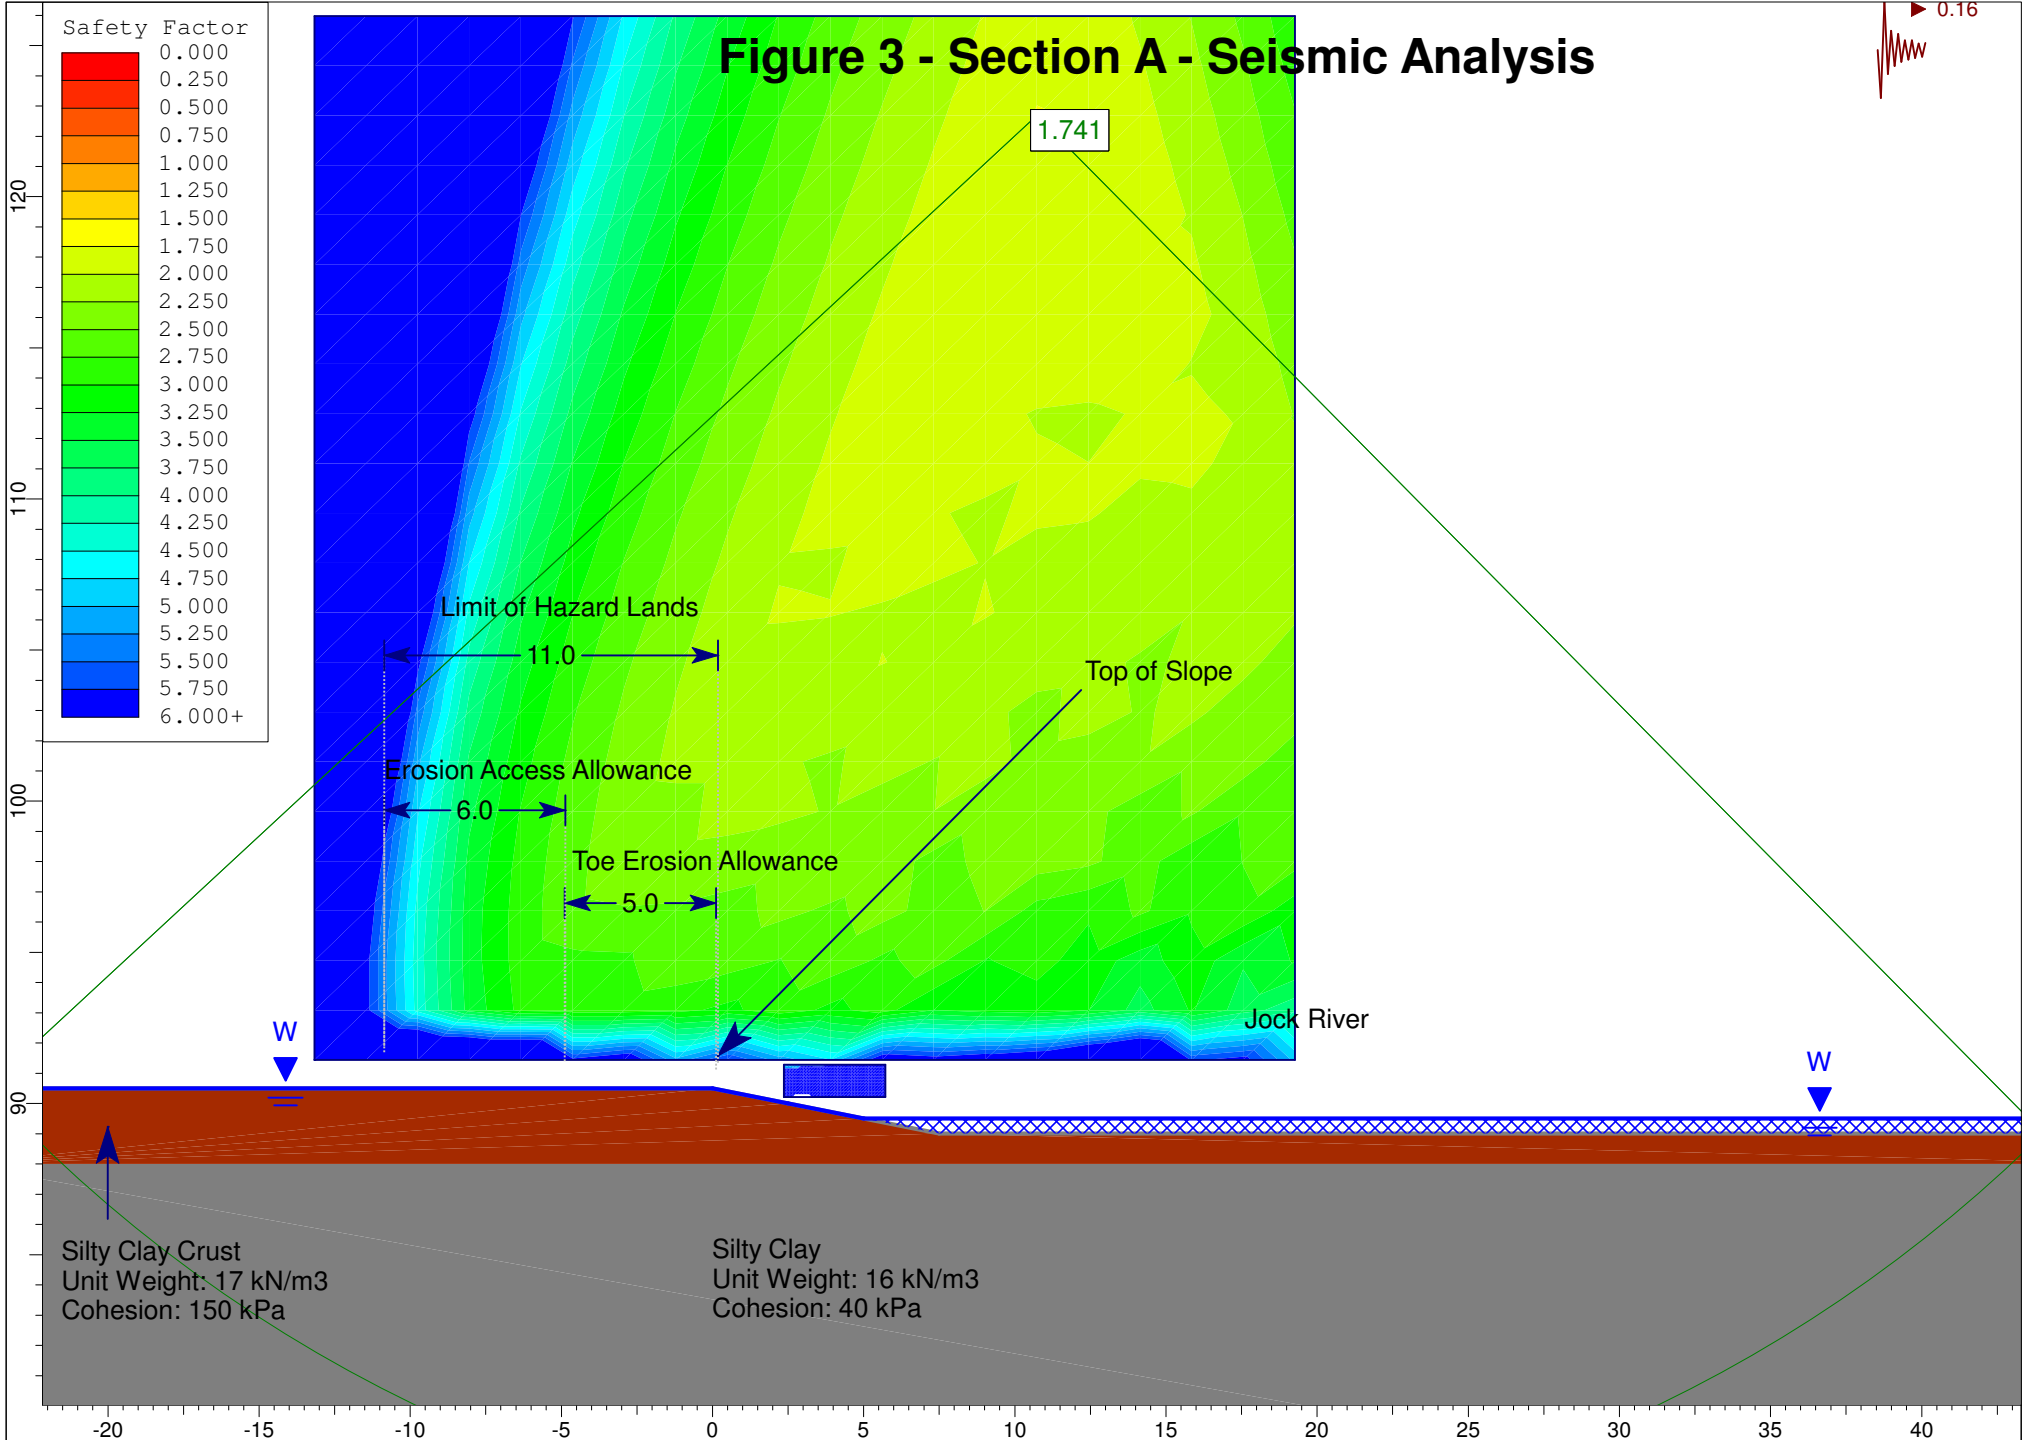 Safety Factor
0.000
0.250
0.500
0.750
1.000
1.250
1.500
1.750
2.000
2.250
2.500
2.750
3.000
3.250
3.500
3.750
4.000
4.250
4.500
4.750
5.000
5.250
5.500
5.750
6.000+
Figure 3 - Section A - Seismic Analysis
0.16
1.741
120
110
100
90
Limit of Hazard Lands
11.0
Top of Slope
Erosion Access Allowance
6.0
Toe Erosion Allowance
5.0
Jock River
W
W
Silty Clay Crust
Unit Weight: 17 kN/m3
Cohesion: 150 kPa
Silty Clay
Unit Weight: 16 kN/m3
Cohesion: 40 kPa
-20 -15 -10 -5 0 5 10 15 20 25 30 35 40